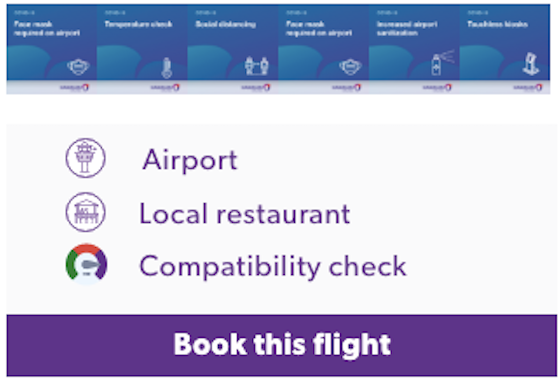 Face mask
required on airport
Temperature check
Social distancing
Face mask
required on airport
Increased airport
sanitization
Touchless kiosks
Airport
Local restaurant
Compatibility check
Book this flight